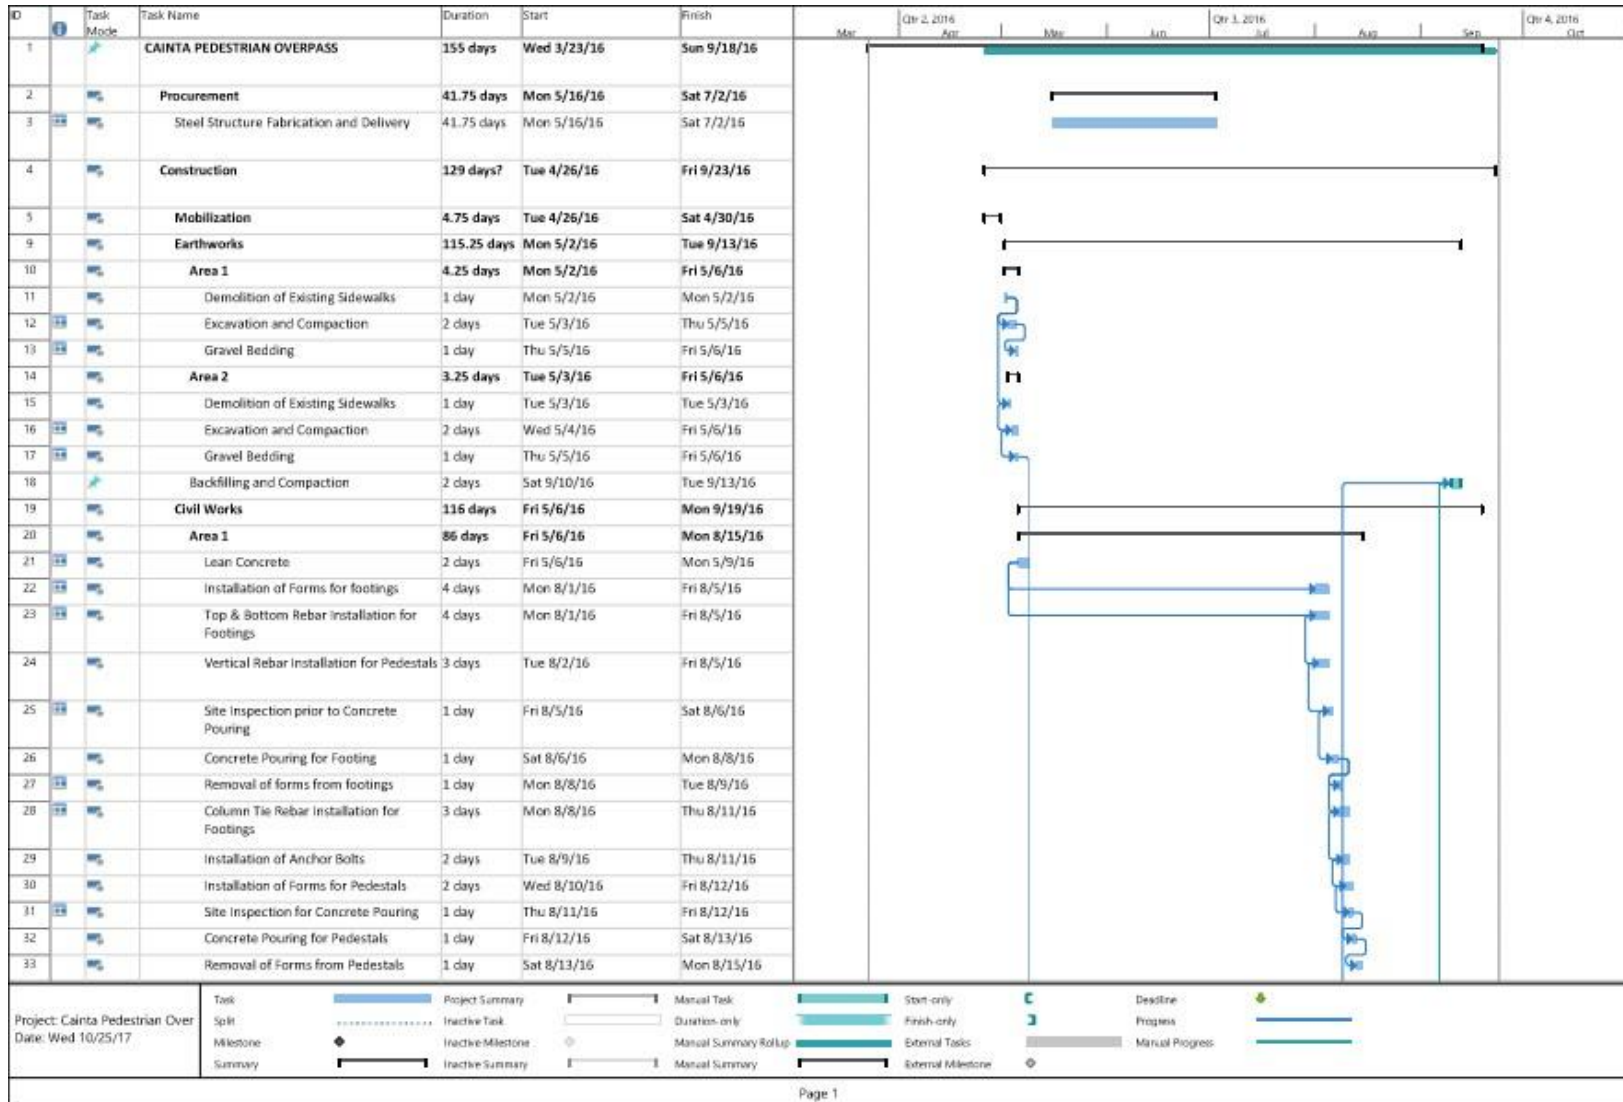 ID Task Mode Task Name Duration Start Finish Qtr 2, 2016 Qtr 3, 2016 Qtr 4, 2016
Mar Apr May Jun Jul Aug Sep Oct
1 CAINTA PEDESTRIAN OVERPASS 155 days Wed 3/23/16 Sun 9/18/16
2 Procurement 41.75 days Mon 5/16/16 Sat 7/2/16
3 Steel Structure Fabrication and Delivery 41.75 days Mon 5/16/16 Sat 7/2/16
4 Construction 129 days? Tue 4/26/16 Fri 9/23/16
5 Mobilization 4.75 days Tue 4/26/16 Sat 4/30/16
9 Earthworks 115.25 days Mon 5/2/16 Tue 9/13/16
10 Area 1 4.25 days Mon 5/2/16 Fri 5/6/16
11 Demolition of Existing Sidewalks 1 day Mon 5/2/16 Mon 5/2/16
12 Excavation and Compaction 2 days Tue 5/3/16 Thu 5/5/16
13 Gravel Bedding 1 day Thu 5/5/16 Fri 5/6/16
14 Area 2 3.25 days Tue 5/3/16 Fri 5/6/16
15 Demolition of Existing Sidewalks 1 day Tue 5/3/16 Tue 5/3/16
16 Excavation and Compaction 2 days Wed 5/4/16 Fri 5/6/16
17 Gravel Bedding 1 day Thu 5/5/16 Fri 5/6/16
18 Backfilling and Compaction 2 days Sat 9/10/16 Tue 9/13/16
19 Civil Works 116 days Fri 5/6/16 Mon 9/19/16
20 Area 1 86 days Fri 5/6/16 Mon 8/15/16
21 Lean Concrete 2 days Fri 5/6/16 Mon 5/9/16
22 Installation of Forms for footings 4 days Mon 8/1/16 Fri 8/5/16
23 Top & Bottom Rebar Installation for 4 days Mon 8/1/16 Fri 8/5/16
Footings
24 Vertical Rebar Installation for Pedestals 3 days Tue 8/2/16 Fri 8/5/16
25 Site Inspection prior to Concrete 1 day Fri 8/5/16 Sat 8/6/16
Pouring
26 Concrete Pouring for Footing 1 day Sat 8/6/16 Mon 8/8/16
27 Removal of forms from footings 1 day Mon 8/8/16 Tue 8/9/16
28 Column Tie Rebar Installation for 3 days Mon 8/8/16 Thu 8/11/16
Footings
29 Installation of Anchor Bolts 2 days Tue 8/9/16 Thu 8/11/16
30 Installation of Forms for Pedestals 2 days Wed 8/10/16 Fri 8/12/16
31 Site Inspection for Concrete Pouring 1 day Thu 8/11/16 Fri 8/12/16
32 Concrete Pouring for Pedestals 1 day Fri 8/12/16 Sat 8/13/16
33 Removal of Forms from Pedestals 1 day Sat 8/13/16 Mon 8/15/16
Project: Cainta Pedestrian Over
Date: Wed 10/25/17
Task Project Summary Manual Task Start-only Deadline
Split Inactive Task Duration-only Finish-only Progress
Milestone Inactive Milestone Manual Summary Rollup External Tasks Manual Progress
Summary Inactive Summary Manual Summary External Milestone
Page 1